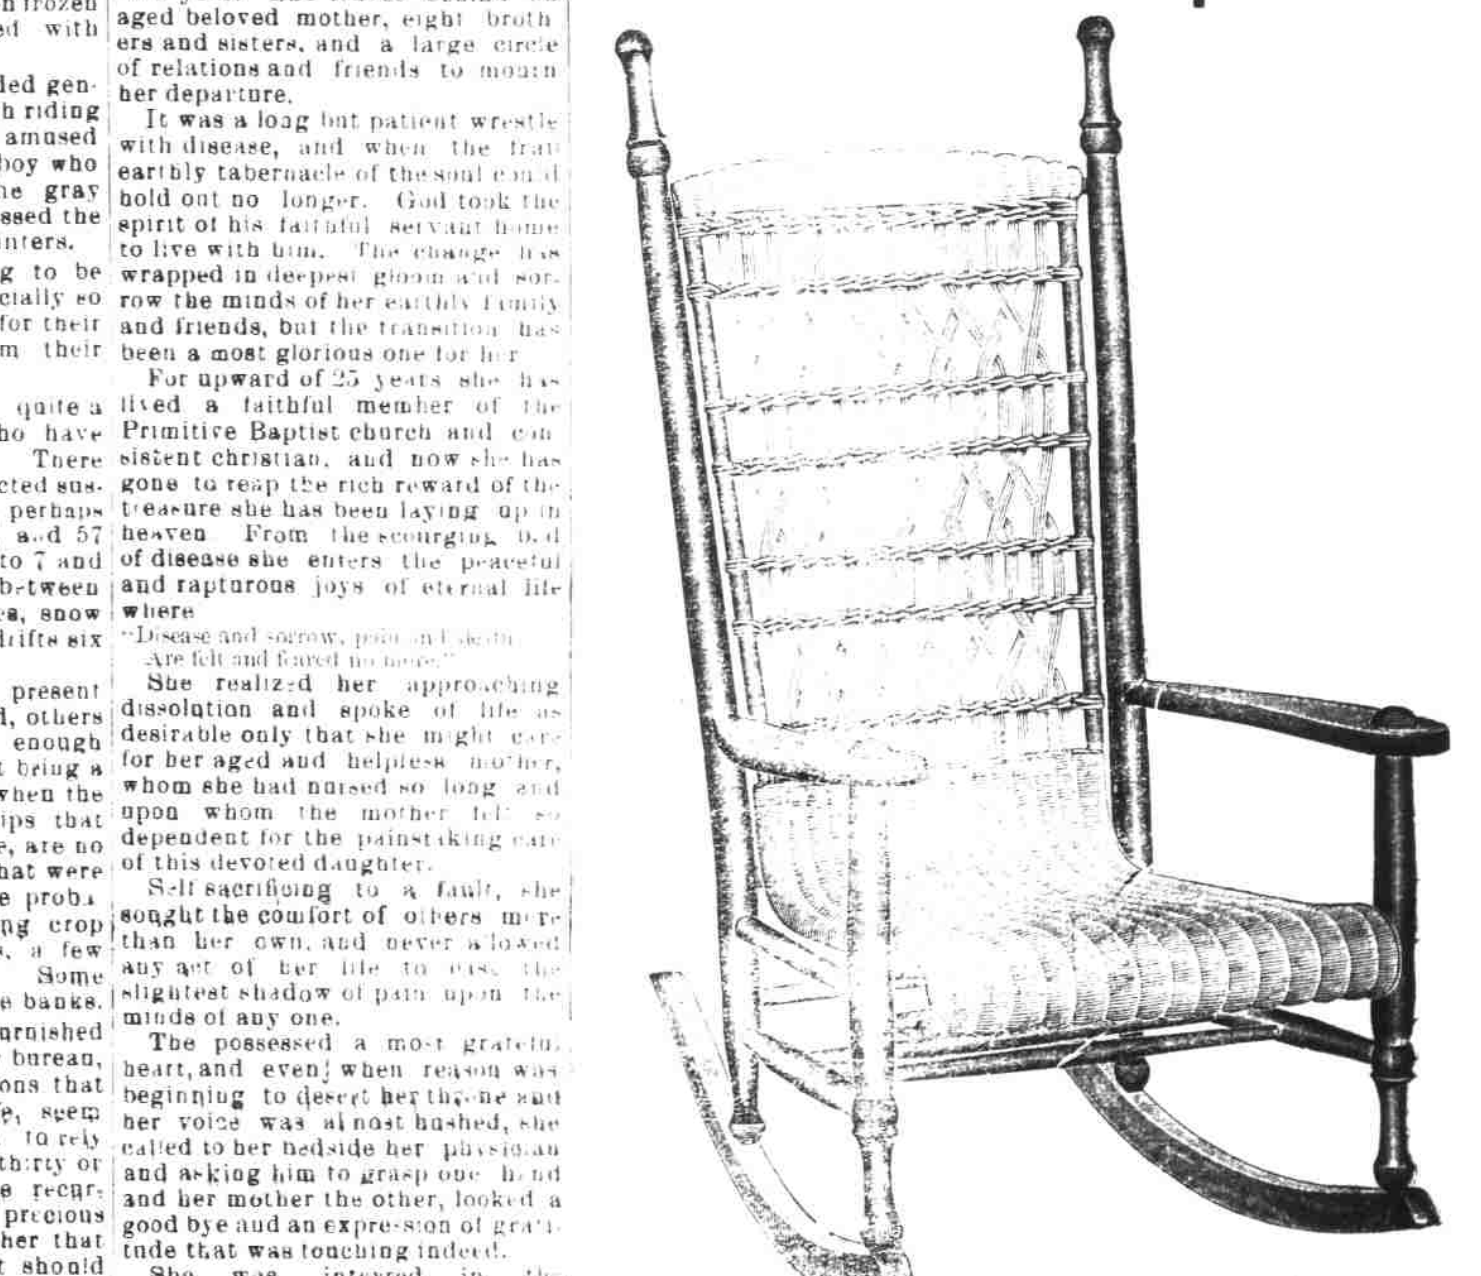 n frozen
ed with
led gen-
h riding
amused
boy who
he gray
ssed the
inters.
g to be
cially so
for their
m their
quite a
ho have
There
cted sus-
perhaps
57
to 7 and
between
es, snow
drifts six
present
d, others
enough
t bring a
when the
ips that
e, are no
hat were
e proba
ng crop
s, a few
Some
e banks.
urnished
bureau,
ons that
e, seem
to rely
thirty or
e recur-
precious
her that
t should
aged beloved mother, eight broth
ers and sisters, and a large circle
of relations and friends to mourn
her departure.
It was a long but patient wrestle
with disease, and when the frail
earthly tabernacle of the soul could
hold out no longer. God took the
spirit of his faithful servant home
to live with him. The change has
wrapped in deepest gloom and sor-
row the minds of her earthly family
and friends, but the transition has
been a most glorious one for her
For upward of 25 years she has
lived a faithful member of the
Primitive Baptist church and con
sistent christian, and now she has
gone to reap the rich reward of the
treasure she has been laying up in
heaven From the scourging
of disease she enters the peaceful
and rapturous joys of eternal life
where
"Disease and sorrow, pain and death
Are felt and feared no more."
She realized her approaching
dissolution and spoke of life as
desirable only that she might care
for her aged and helpless mother,
whom she had nursed so long and
upon whom the mother felt so
dependent for the painstaking care
of this devoted daughter.
Self sacrificing to a fault, she
sought the comfort of others more
than her own, and never allowed
any act of her life to the
slightest shadow of pain upon the
minds of any one.
The possessed a most grateful
heart, and even when reason was
beginning to desert her throne and
her voice was almost hushed, she
called to her bedside her physician
and asking him to grasp one hand
and her mother the other, looked a
good bye and an expression of grati
tude that was touching indeed.
She was interred in the